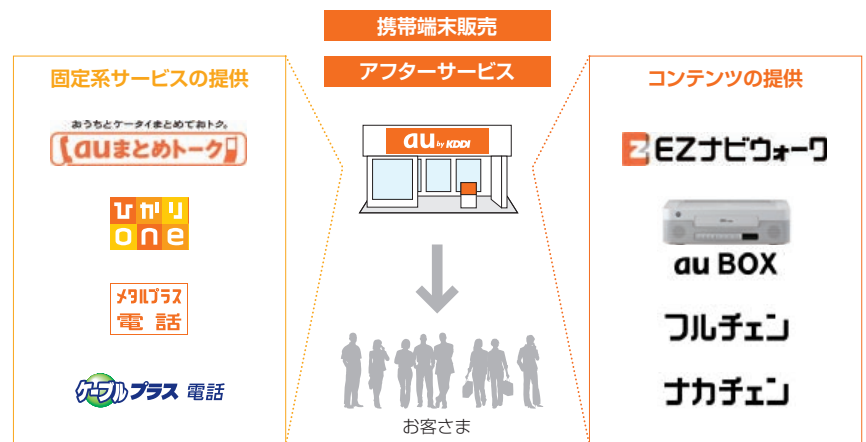 携帯端末販売
アフターサービス
固定系サービスの提供
おうちとケータイまとめておトク。
auまとめトーク
ひかり
one
メタルプラス
電話
ケーブルプラス 電話
au by KDDI
お客さま
コンテンツの提供
EZナビウォーク
au BOX
フルチェン
ナカチェン